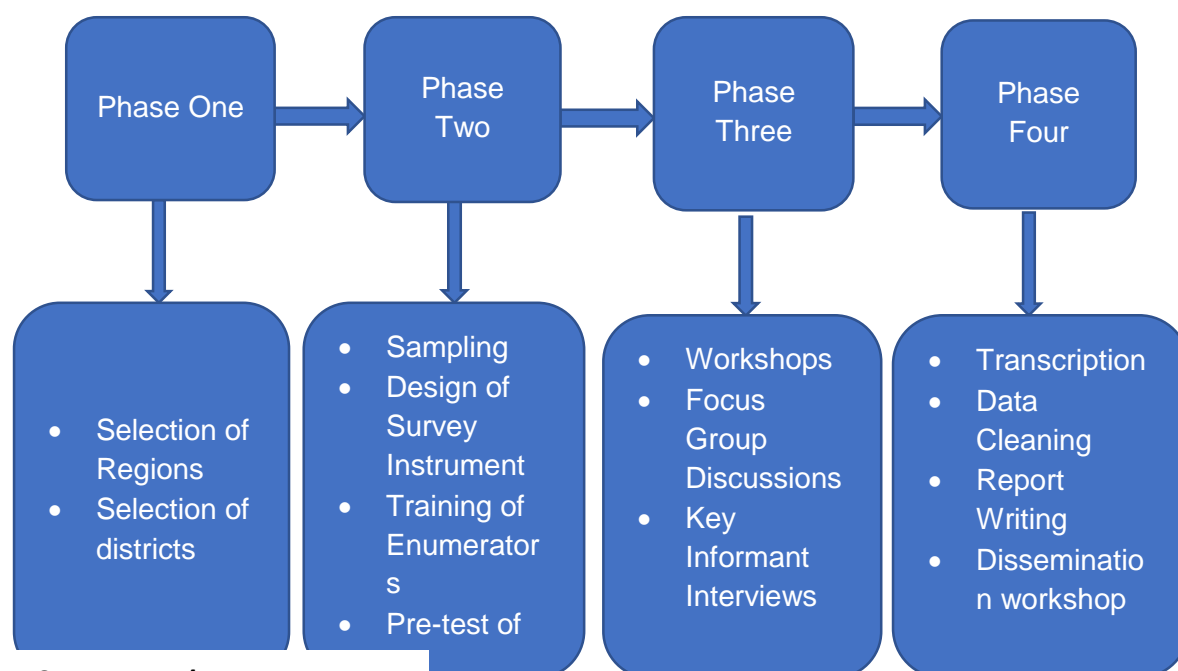 Phase One
Phase
Two
Phase
Three
Phase
Four
• Selection of
Regions
• Selection of
districts
• Sampling
• Design of
Survey
Instrument
• Training of
Enumerator
s
• Pre-test of
• Workshops
• Focus
Group
Discussions
• Key
Informant
Interviews
• Transcription
• Data
Cleaning
• Report
Writing
• Disseminatio
n workshop